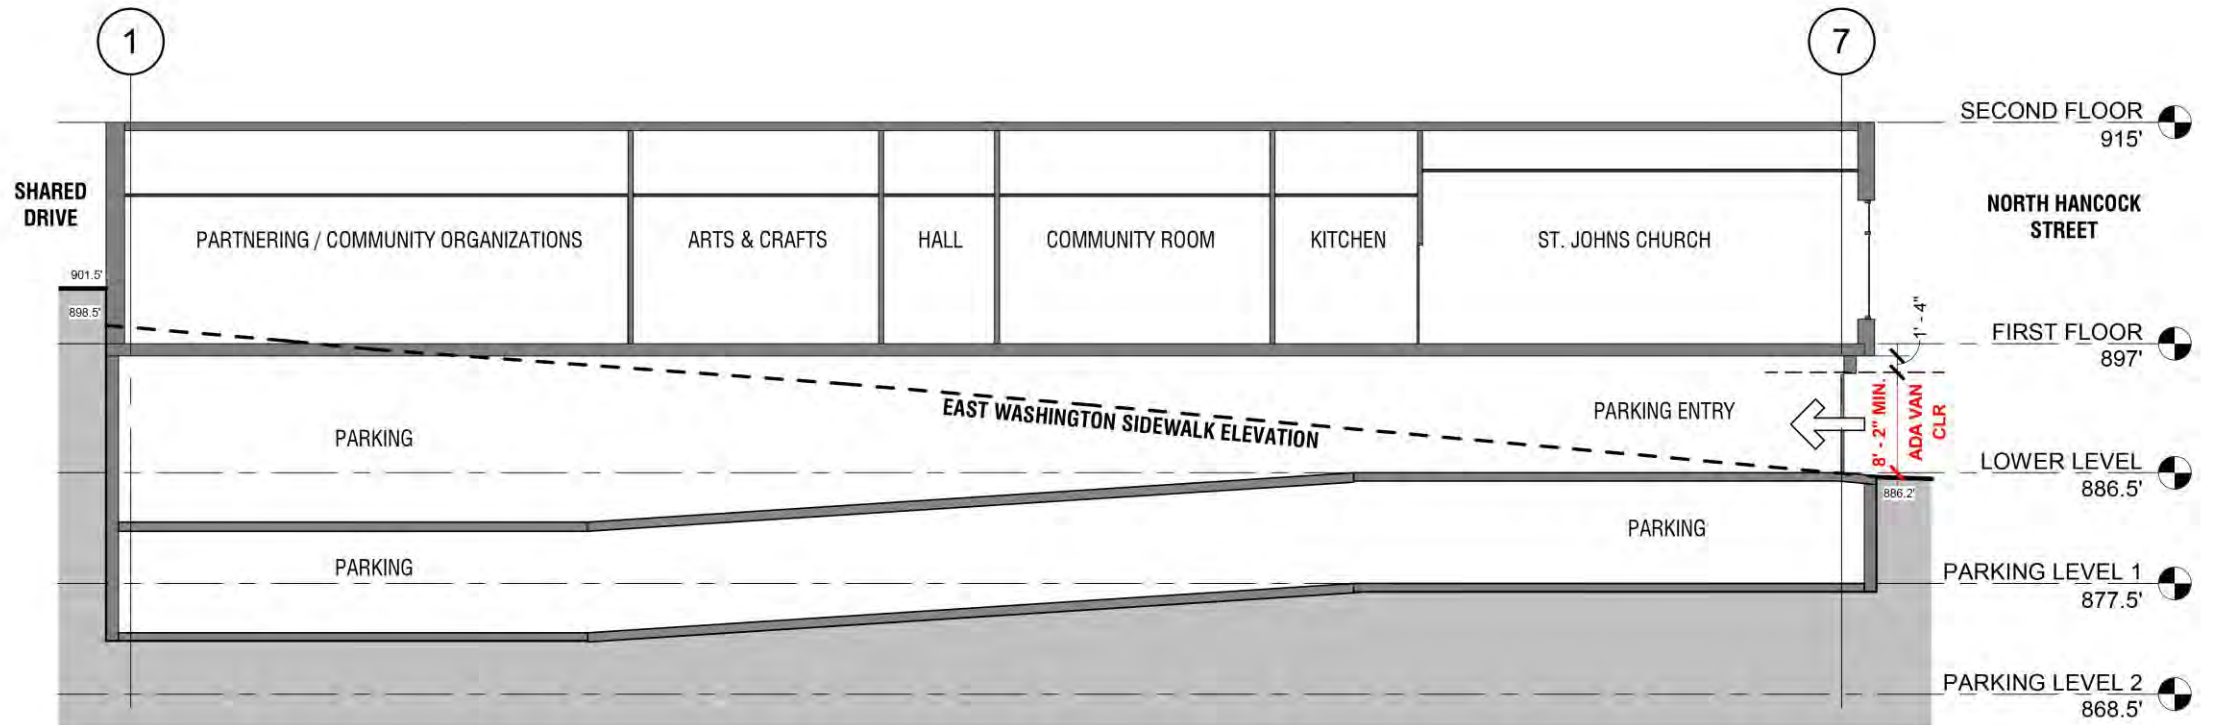 1
7
SECOND FLOOR
915'
SHARED
DRIVE
NORTH HANCOCK
STREET
PARTNERING / COMMUNITY ORGANIZATIONS
ARTS & CRAFTS
HALL
COMMUNITY ROOM
KITCHEN
ST. JOHNS CHURCH
901.5'
898.5'
1' - 4"
FIRST FLOOR
897'
EAST WASHINGTON SIDEWALK ELEVATION
PARKING ENTRY
8' - 2" MIN.
ADA VAN
CLR
PARKING
LOWER LEVEL
886.5'
886.2'
PARKING
PARKING
PARKING LEVEL 1
877.5'
PARKING LEVEL 2
868.5'